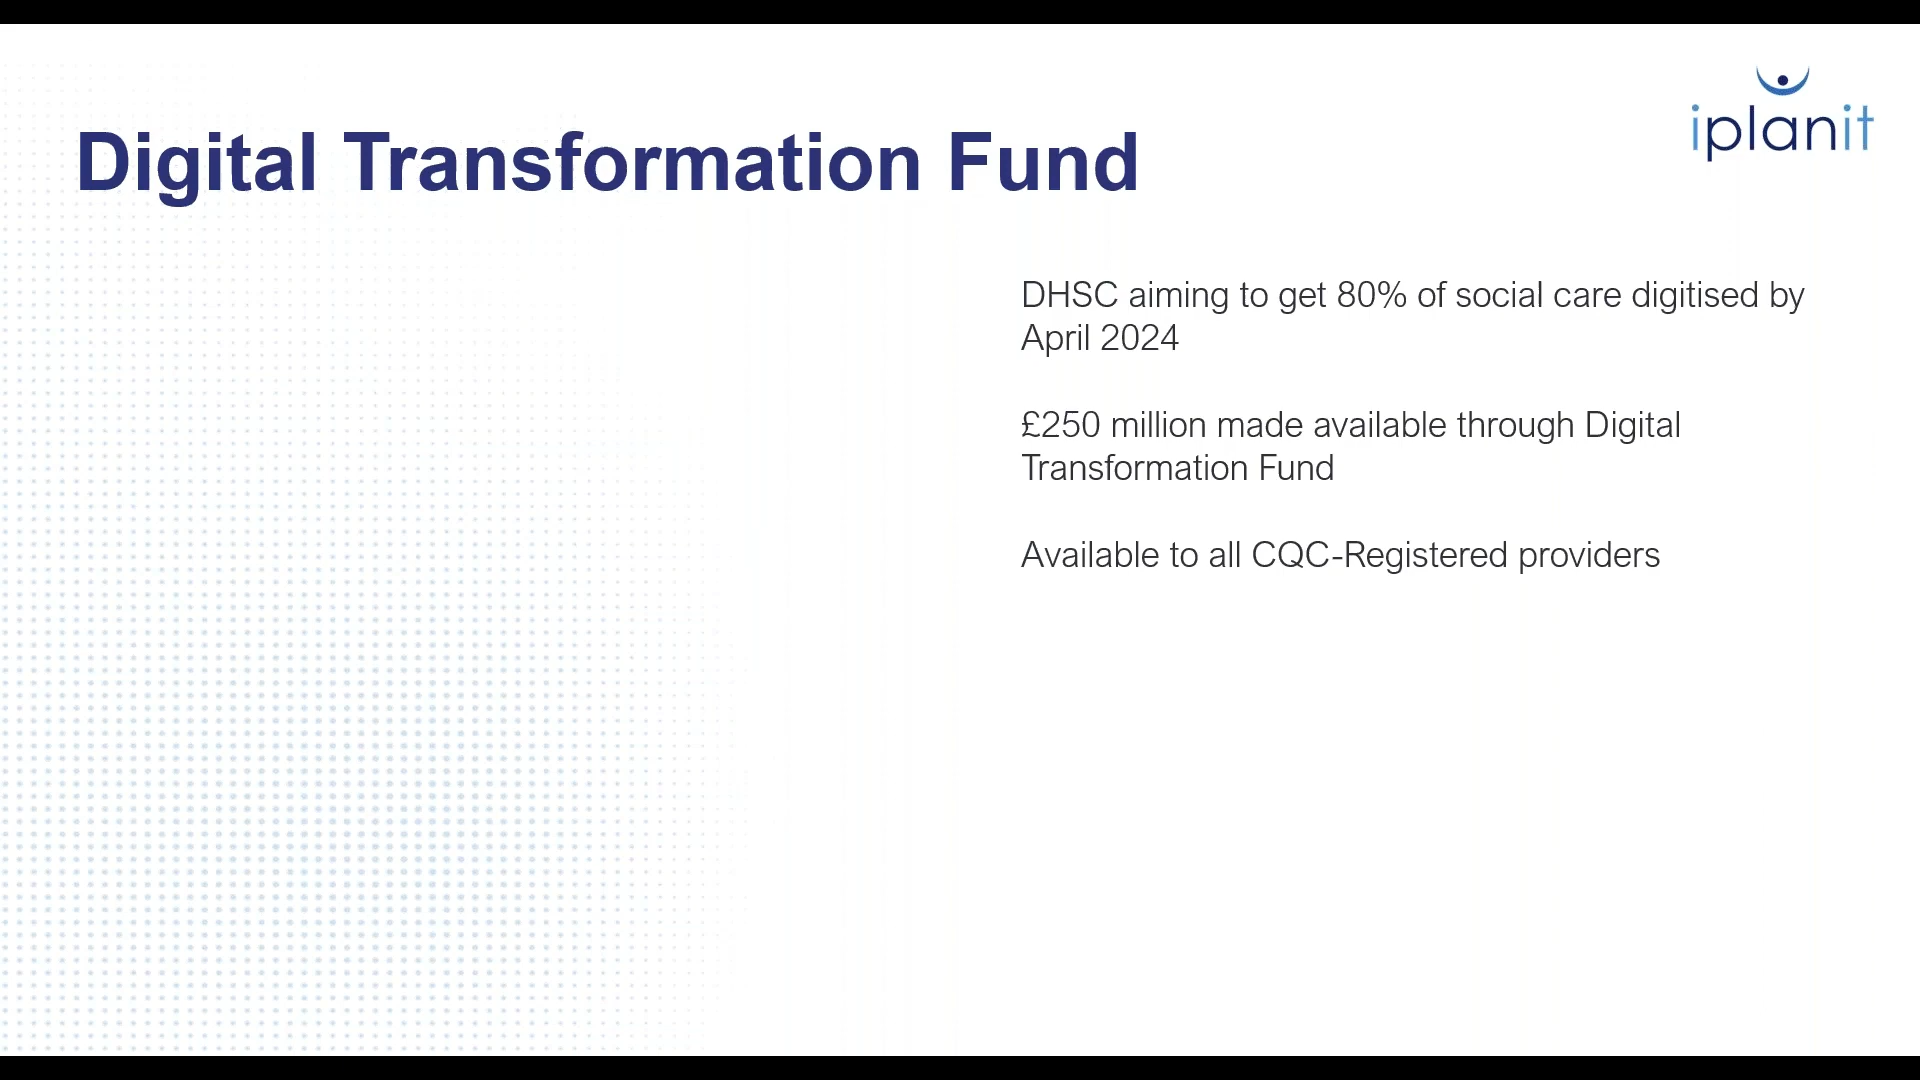 iplanit
Digital Transformation Fund
DHSC aiming to get 80% of social care digitised by
April 2024
£250 million made available through Digital
Transformation Fund
Available to all CQC-Registered providers